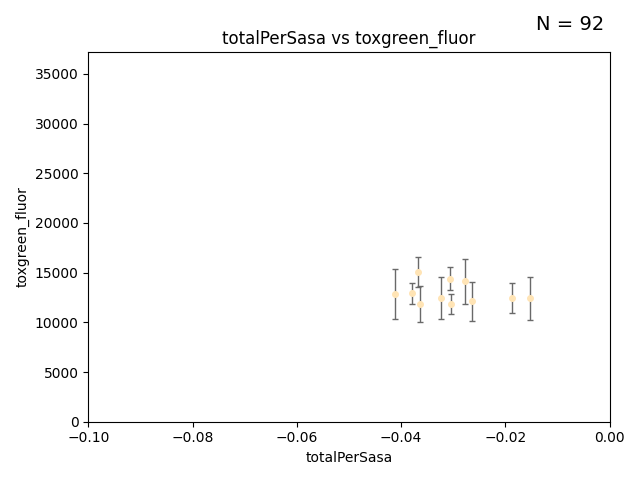 N = 92
totalPerSasa vs toxgreen_fluor
toxgreen_fluor
35000
30000
25000
20000
15000
10000
5000
0
−0.10 −0.08 −0.06 −0.04 −0.02 0.00
totalPerSasa